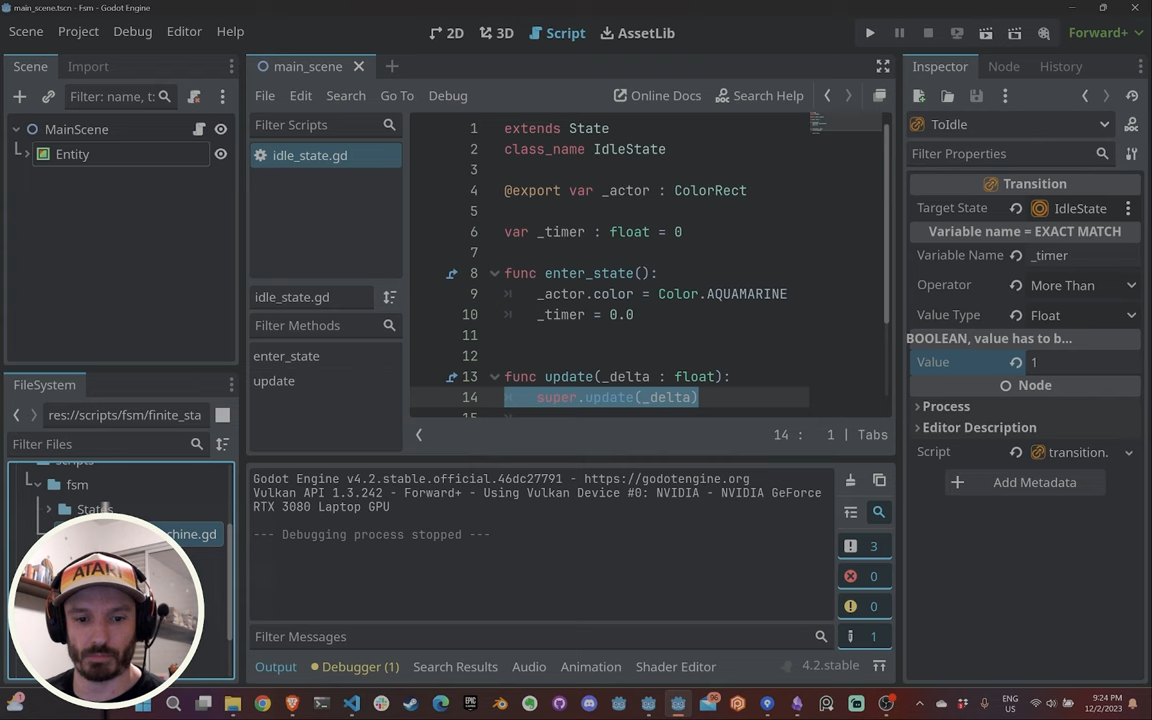 main_scene.tscn - Fsm - Godot Engine
Scene Project Debug Editor Help
2D 3D Script AssetLib
Forward+
Scene Import
Filter: name, t:
MainScene
Entity
main_scene
File Edit Search Go To Debug
Online Docs Search Help
Filter Scripts
idle_state.gd
idle_state.gd
Filter Methods
enter_state
update
1 extends State
2 class_name IdleState
3
4 @export var _actor : ColorRect
5
6 var _timer : float = 0
7
8 func enter_state():
9 _actor.color = Color.AQUAMARINE
10 _timer = 0.0
11
12
13 func update(_delta : float):
14 super.update(_delta)
15
14 : 1 | Tabs
FileSystem
res://scripts/fsm/finite_sta
Filter Files
scripts
fsm
chine.gd
Godot Engine v4.2.stable.official.46dc27791 - https://godotengine.org
Vulkan API 1.3.242 - Forward+ - Using Vulkan Device #0: NVIDIA - NVIDIA GeForce
RTX 3080 Laptop GPU
--- Debugging process stopped ---
3
0
0
1
Filter Messages
Output Debugger (1) Search Results Audio Animation Shader Editor
4.2.stable
Inspector Node History
ToIdle
Filter Properties
Transition
Target State IdleState
Variable name = EXACT MATCH
Variable Name _timer
Operator More Than
Value Type Float
BOOLEAN, value has to b...
Value 1
Node
Process
Editor Description
Script transition.
Add Metadata
ATARI
ENG
US
9:24 PM
12/2/2023